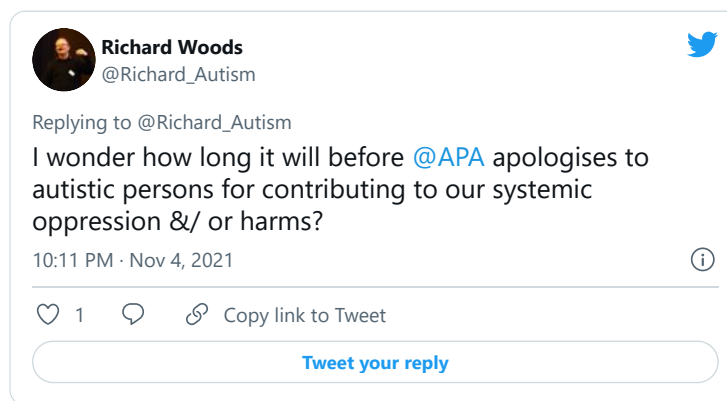 Richard Woods
@Richard_Autism
Replying to @Richard_Autism
I wonder how long it will before @APA apologises to
autistic persons for contributing to our systemic
oppression &/ or harms?
10:11 PM · Nov 4, 2021
1
Copy link to Tweet
Tweet your reply